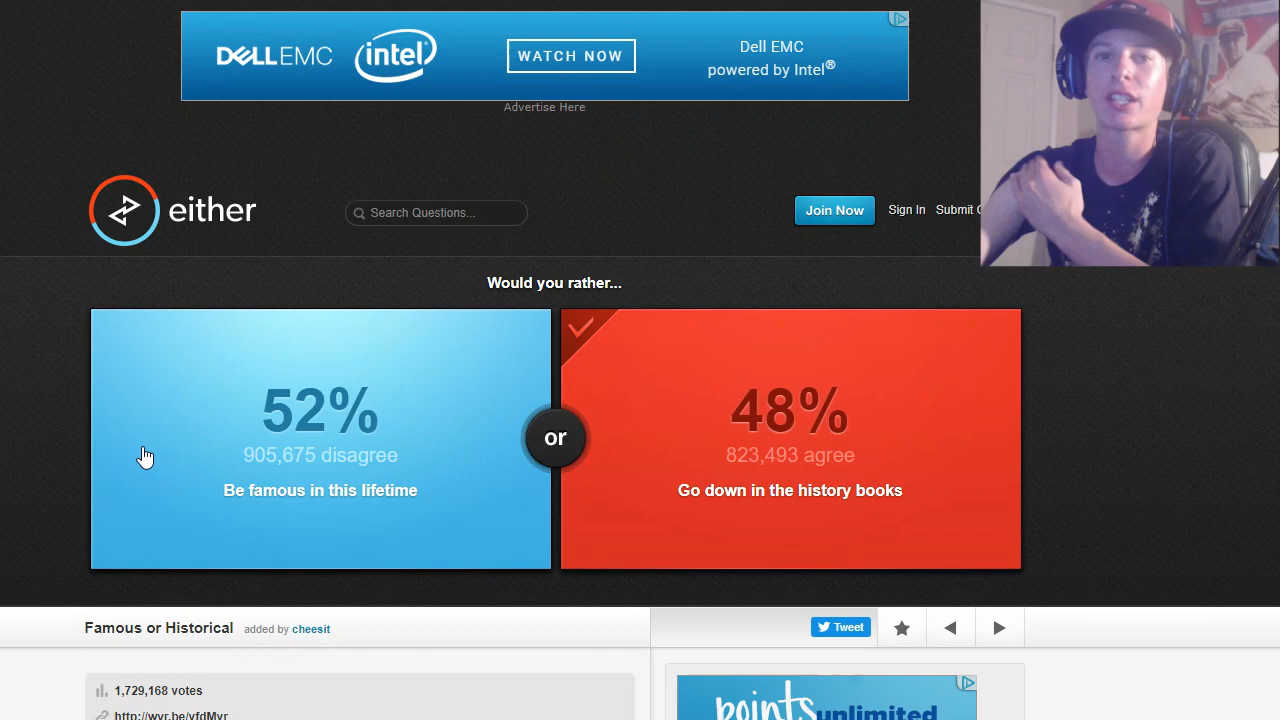 DELLEMC
intel
WATCH NOW
Dell EMC
powered by Intel®
Advertise Here
either
Search Questions...
Join Now
Sign In
Submit
Would you rather...
52%
905,675 disagree
Be famous in this lifetime
or
48%
823,493 agree
Go down in the history books
Famous or Historical
added by cheesit
Tweet
1,729,168 votes
points
unlimited